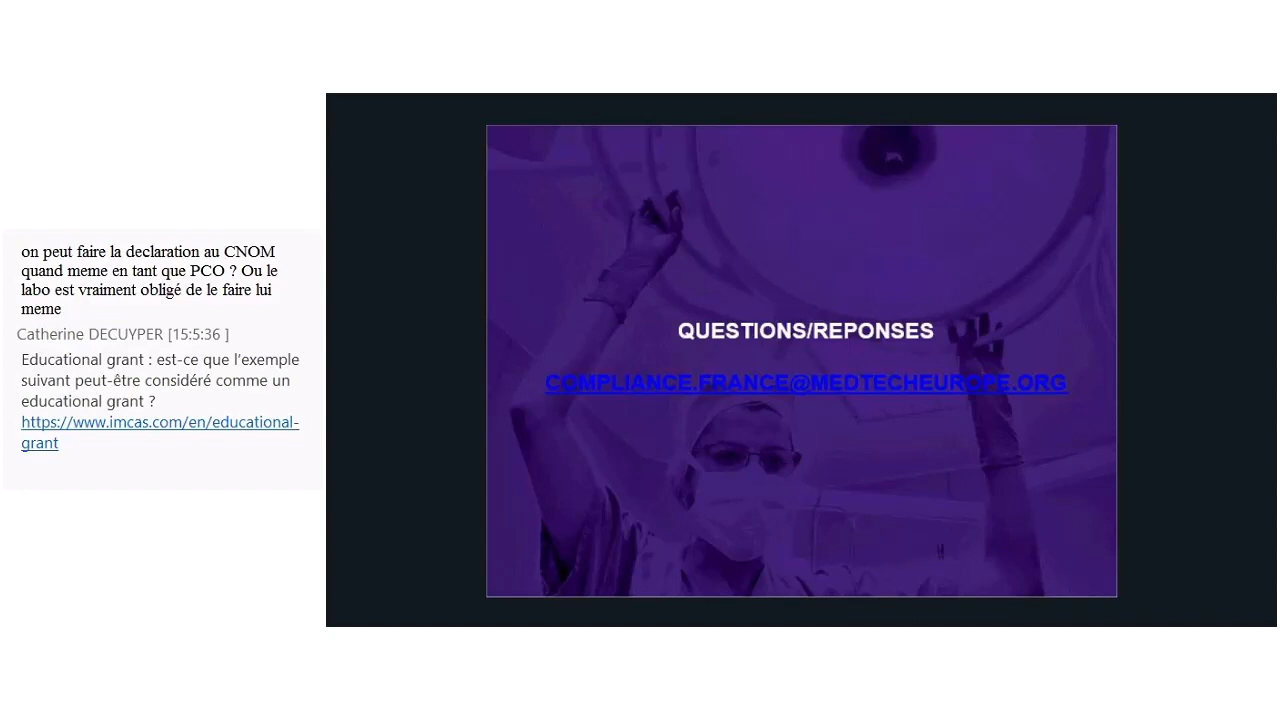 on peut faire la declaration au CNOM
quand meme en tant que PCO ? Ou le
labo est vraiment obligé de le faire lui
meme
Catherine DECUYPER [15:5:36 ]
Educational grant : est-ce que l'exemple
suivant peut-être considéré comme un
educational grant ?
https://www.imcas.com/en/educational-
grant
QUESTIONS/REPONSES
COMPLIANCE.FRANCE@MEDTECHEUROPE.ORG